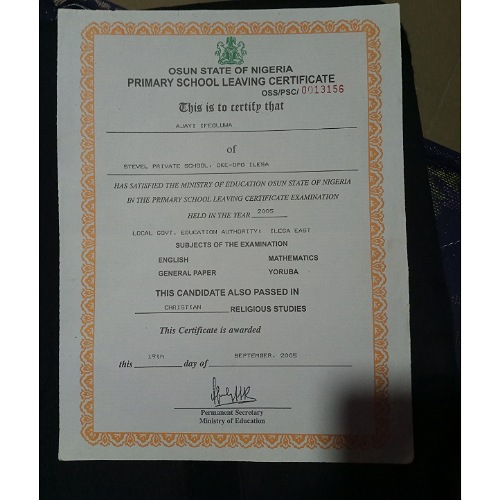 OSUN STATE OF NIGERIA
PRIMARY SCHOOL LEAVING CERTIFICATE
OSS/PSC/ 0013156
This is to certify that
AJAYI IFEOLUWA
of
STEVEL PRIVATE SCHOOL, OKE-OPO ILESA
HAS SATISFIED THE MINISTRY OF EDUCATION OSUN STATE OF NIGERIA
IN THE PRIMARY SCHOOL LEAVING CERTIFICATE EXAMINATION
HELD IN THE YEAR 2005
LOCAL GOVT. EDUCATION AUTHORITY: ILESA EAST
SUBJECTS OF THE EXAMINATION
ENGLISH MATHEMATICS
GENERAL PAPER YORUBA
THIS CANDIDATE ALSO PASSED IN
CHRISTIAN RELIGIOUS STUDIES
This Certificate is awarded
this 19th day of SEPTEMBER, 2005
Permanent Secretary
Ministry of Education